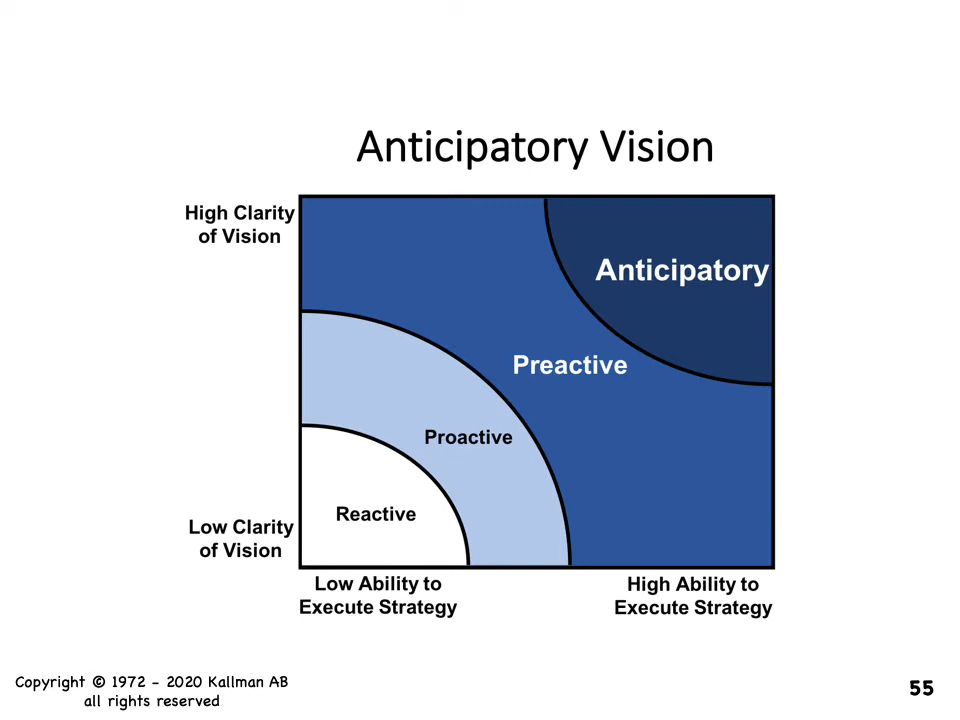 Anticipatory Vision
High Clarity
of Vision
Anticipatory
Preactive
Proactive
Reactive
Low Clarity
of Vision
Low Ability to
Execute Strategy
High Ability to
Execute Strategy
Copyright © 1972 – 2020 Kallman AB
all rights reserved
55